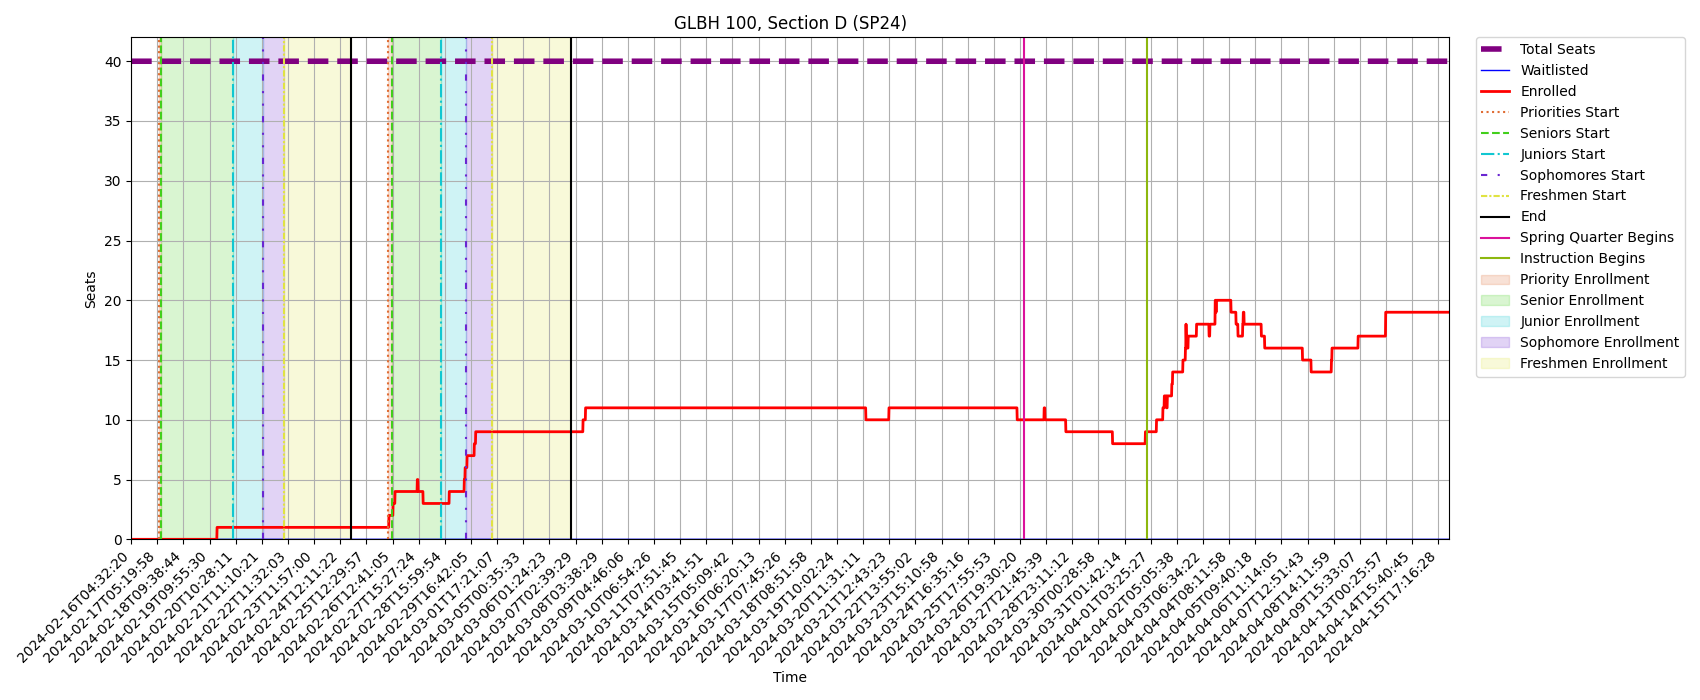 GLBH 100, Section D (SP24)
Seats
40
35
30
25
20
15
10
5
0
2024-02-16T04:32:20
2024-02-17T05:19:58
2024-02-18T09:38:44
2024-02-19T09:55:30
2024-02-20T10:28:11
2024-02-21T11:10:21
2024-02-22T11:32:03
2024-02-23T11:57:00
2024-02-24T12:11:22
2024-02-25T12:29:57
2024-02-26T12:41:05
2024-02-27T15:27:24
2024-02-28T15:59:54
2024-02-29T16:42:05
2024-03-01T17:21:07
2024-03-05T00:35:33
2024-03-06T01:24:23
2024-03-07T02:39:29
2024-03-08T03:38:29
2024-03-09T04:46:06
2024-03-10T06:54:26
2024-03-11T07:51:45
2024-03-14T03:41:51
2024-03-15T05:09:42
2024-03-16T06:20:13
2024-03-17T07:45:26
2024-03-18T08:51:58
2024-03-19T10:02:24
2024-03-20T11:31:11
2024-03-21T12:43:23
2024-03-22T13:55:02
2024-03-23T15:10:58
2024-03-24T16:35:16
2024-03-25T17:55:53
2024-03-26T19:30:20
2024-03-27T21:45:39
2024-03-28T23:11:12
2024-03-30T00:28:58
2024-03-31T01:42:14
2024-04-01T03:25:27
2024-04-02T05:05:38
2024-04-03T06:34:22
2024-04-04T08:11:58
2024-04-05T09:40:18
2024-04-06T11:14:05
2024-04-07T12:51:43
2024-04-08T14:11:59
2024-04-09T15:33:07
2024-04-13T00:25:57
2024-04-14T15:40:45
2024-04-15T17:16:28
Time
Total Seats
Waitlisted
Enrolled
Priorities Start
Seniors Start
Juniors Start
Sophomores Start
Freshmen Start
End
Spring Quarter Begins
Instruction Begins
Priority Enrollment
Senior Enrollment
Junior Enrollment
Sophomore Enrollment
Freshmen Enrollment